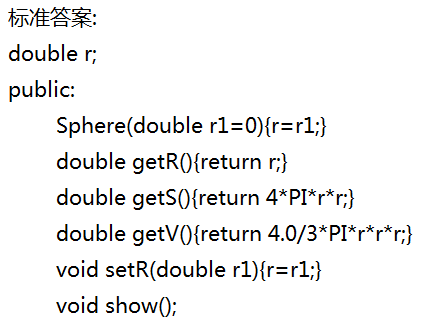 标准答案:
double r;
public:
Sphere(double r1=0){r=r1;}
double getR(){return r;}
double getS(){return 4*PI*r*r;}
double getV(){return 4.0/3*PI*r*r*r;}
void setR(double r1){r=r1;}
void show();